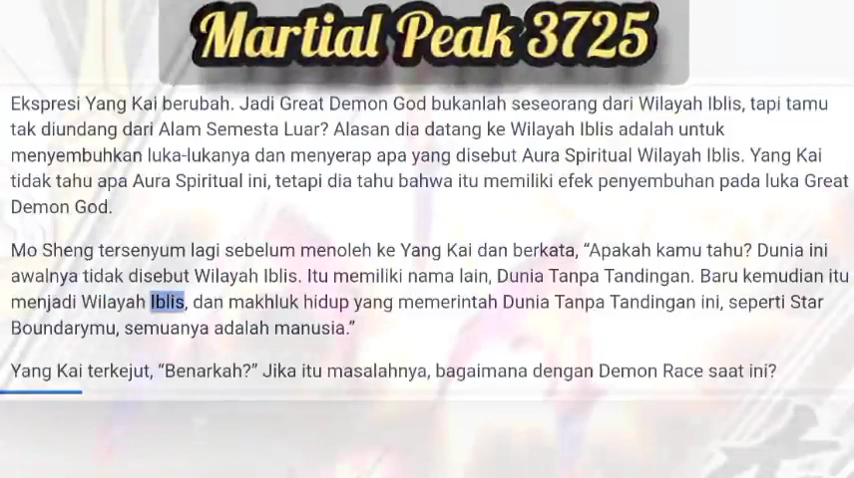 Martial Peak 3725
Ekspresi Yang Kai berubah. Jadi Great Demon God bukanlah seseorang dari Wilayah Iblis, tapi tamu
tak diundang dari Alam Semesta Luar? Alasan dia datang ke Wilayah Iblis adalah untuk
menyembuhkan luka-lukanya dan menyerap apa yang disebut Aura Spiritual Wilayah Iblis. Yang Kai
tidak tahu apa Aura Spiritual ini, tetapi dia tahu bahwa itu memiliki efek penyembuhan pada luka Great
Demon God.
Mo Sheng tersenyum lagi sebelum menoleh ke Yang Kai dan berkata, “Apakah kamu tahu? Dunia ini
awalnya tidak disebut Wilayah Iblis. Itu memiliki nama lain, Dunia Tanpa Tandingan. Baru kemudian itu
menjadi Wilayah Iblis, dan makhluk hidup yang memerintah Dunia Tanpa Tandingan ini, seperti Star
Boundarymu, semuanya adalah manusia.”
Yang Kai terkejut, “Benarkah?” Jika itu masalahnya, bagaimana dengan Demon Race saat ini?